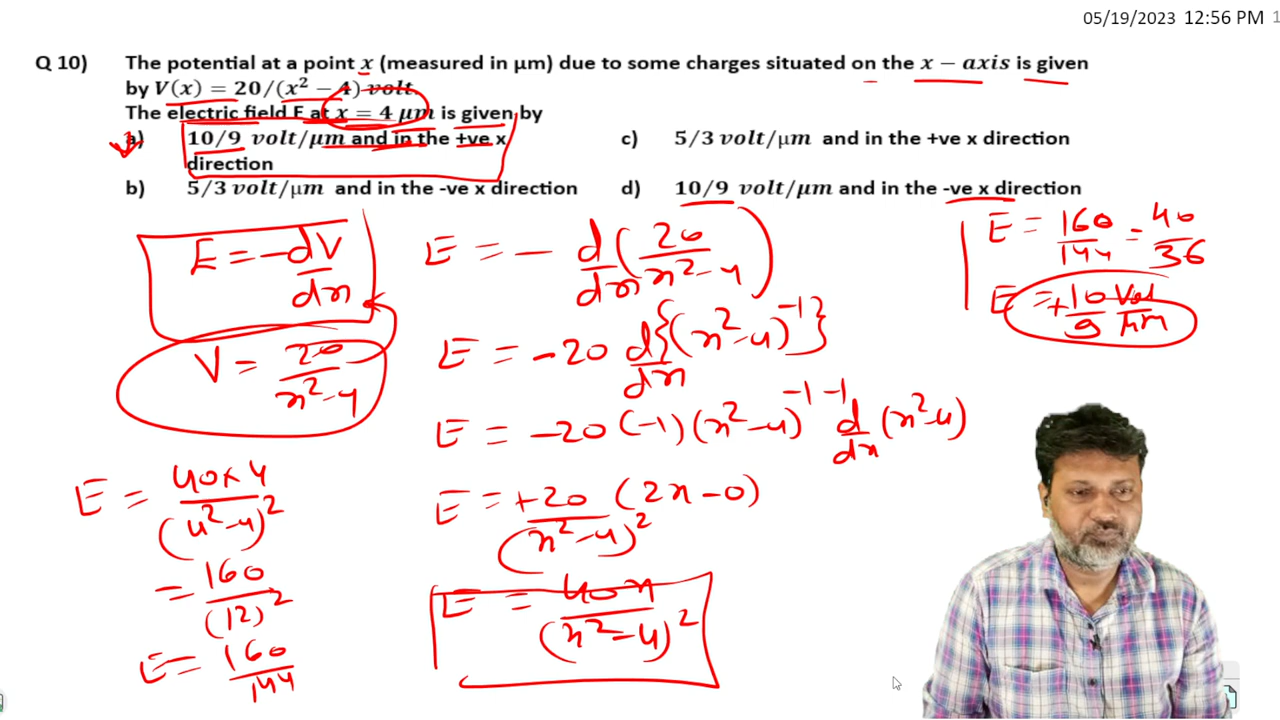 05/19/2023 12:56 PM 1
Q 10) The potential at a point x (measured in μm) due to some charges situated on the x − axis is given
by V(x) = 20/(x² − 4) volt.
The electric field E at x = 4 μm is given by
a) 10/9 volt/μm and in the +ve x
direction
c) 5/3 volt/μm and in the +ve x direction
b) 5/3 volt/μm and in the -ve x direction
d) 10/9 volt/μm and in the -ve x direction
E = -dV/dx
V = 20/(x²-4)
E = 40×4/(4²-4)²
= 160/(12)²
E = 160/144
E = - d/dx (20/(x²-4))
E = -20 d/dx{(x²-4)⁻¹}
E = -20 (-1) (x²-4)⁻¹⁻¹ d/dx (x²-4)
E = +20/(x²-4)² (2x-0)
E = 40x/(x²-4)²
E = 160/144 = 40/36
E = +10/9 Vol/μm